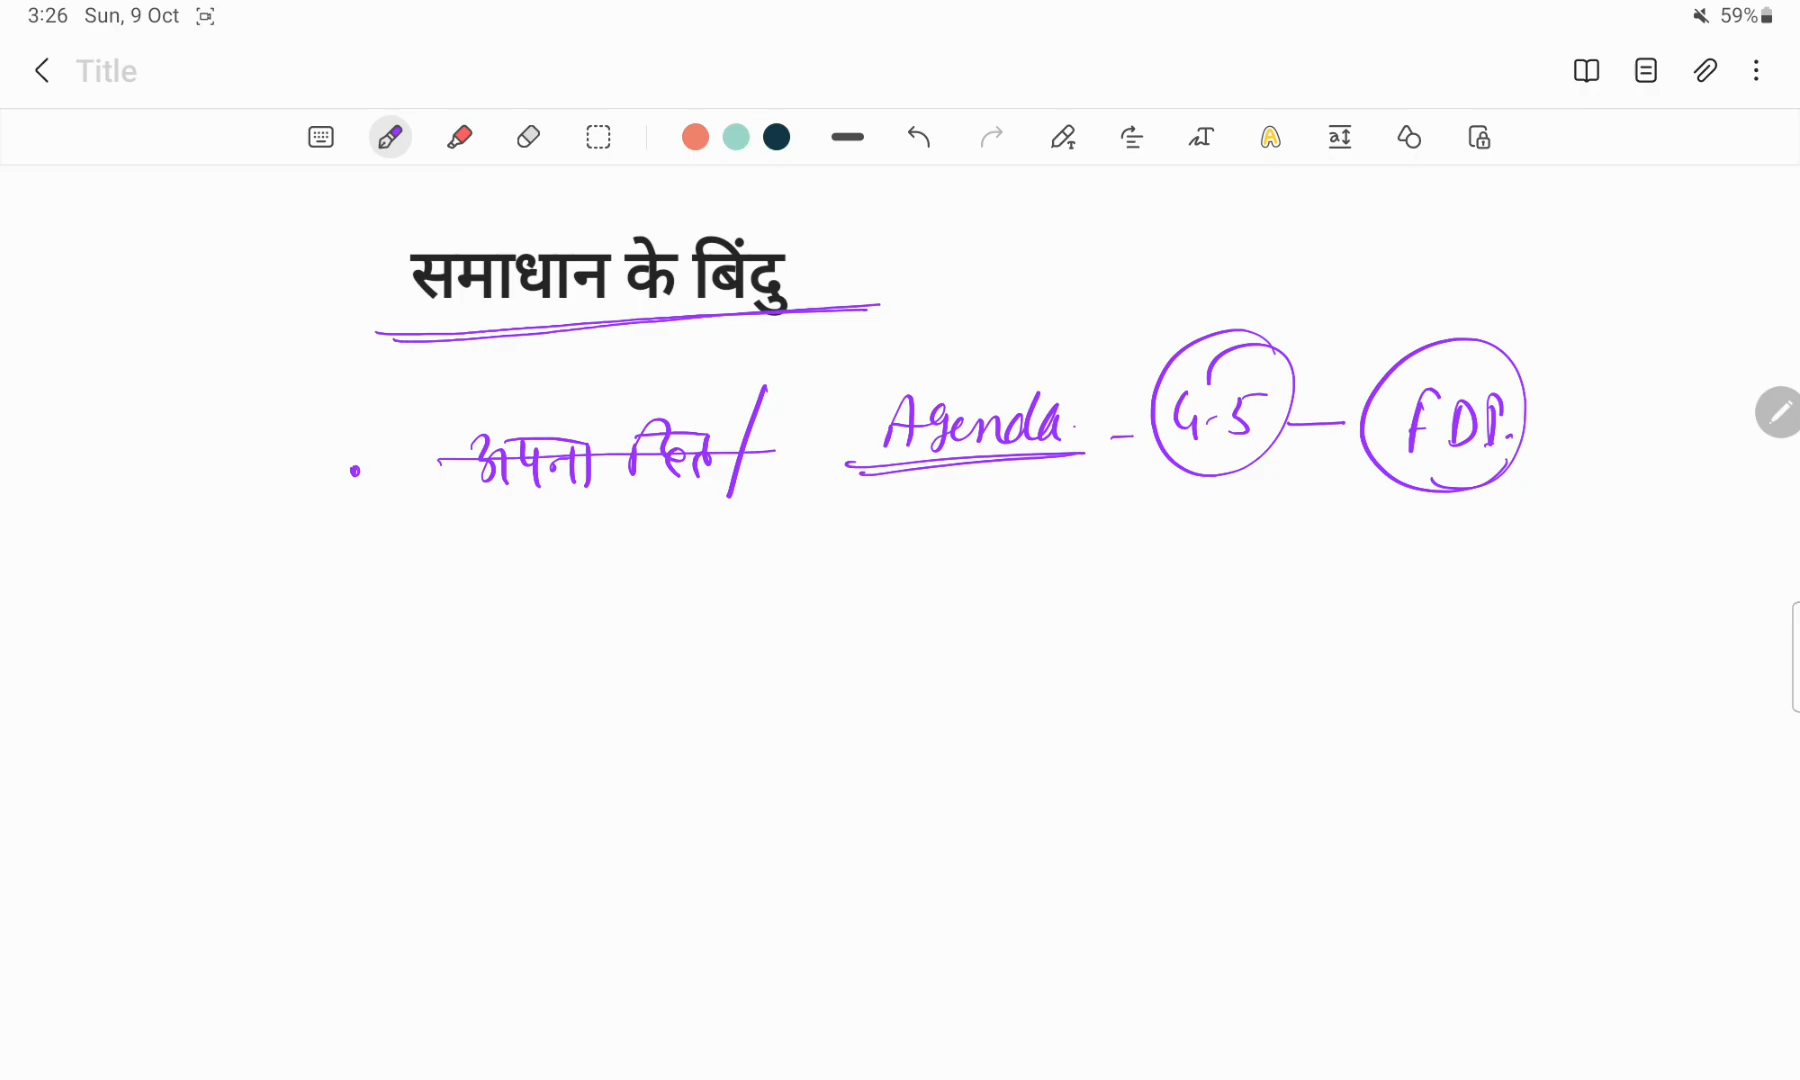 3:26 Sun, 9 Oct 59%
Title
समाधान के बिंदु
• अपना हित / Agenda - 4-5 — FDP.